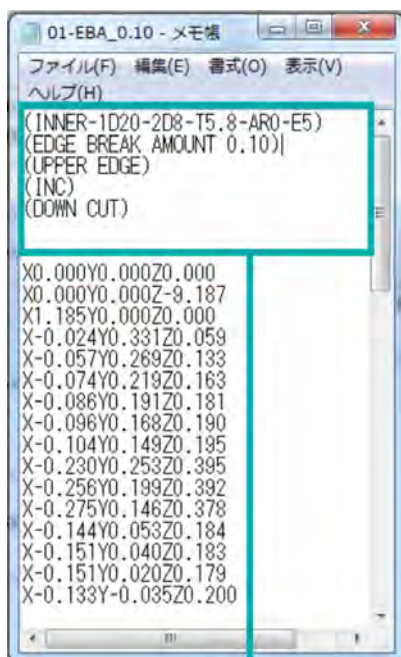 01-EBA_0.10 - メモ帳
ファイル(F) 編集(E) 書式(O) 表示(V)
ヘルプ(H)
(INNER-1D20-2D8-T5.8-AR0-E5)
(EDGE BREAK AMOUNT 0.10)
(UPPER EDGE)
(INC)
(DOWN CUT)
X0.000Y0.000Z0.000
X0.000Y0.000Z-9.187
X1.185Y0.000Z0.000
X-0.024Y0.331Z0.059
X-0.057Y0.269Z0.133
X-0.074Y0.219Z0.163
X-0.086Y0.191Z0.181
X-0.096Y0.168Z0.190
X-0.104Y0.149Z0.195
X-0.230Y0.253Z0.395
X-0.256Y0.199Z0.392
X-0.275Y0.146Z0.378
X-0.144Y0.053Z0.184
X-0.151Y0.040Z0.183
X-0.151Y0.020Z0.179
X-0.133Y-0.035Z0.200